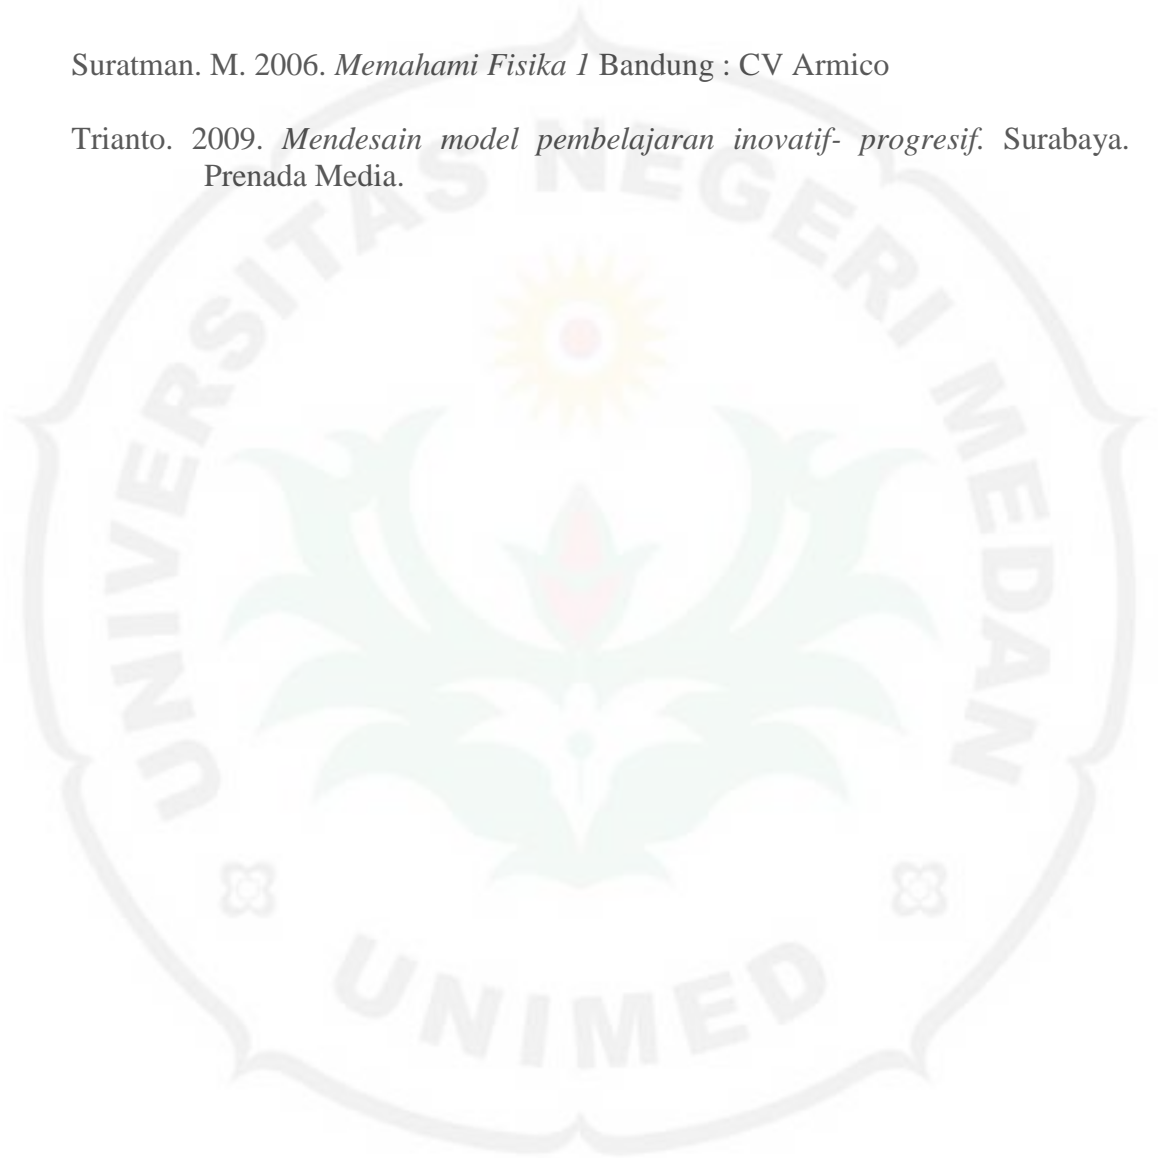 Suratman. M. 2006. Memahami Fisika 1 Bandung : CV Armico
Trianto. 2009. Mendesain model pembelajaran inovatif- progresif. Surabaya.
Prenada Media.
UNIVERSITAS NEGERI MEDAN
UNIMED